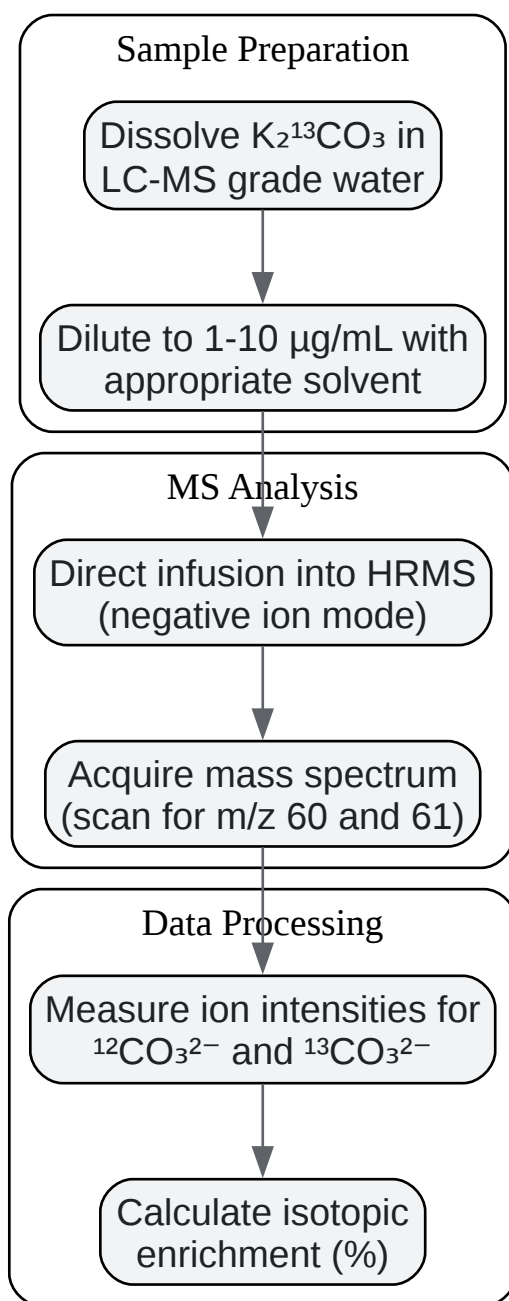 Sample Preparation
Dissolve K₂¹³CO₃ in
LC-MS grade water
Dilute to 1-10 µg/mL with
appropriate solvent
MS Analysis
Direct infusion into HRMS
(negative ion mode)
Acquire mass spectrum
(scan for m/z 60 and 61)
Data Processing
Measure ion intensities for
¹²CO₃²⁻ and ¹³CO₃²⁻
Calculate isotopic
enrichment (%)